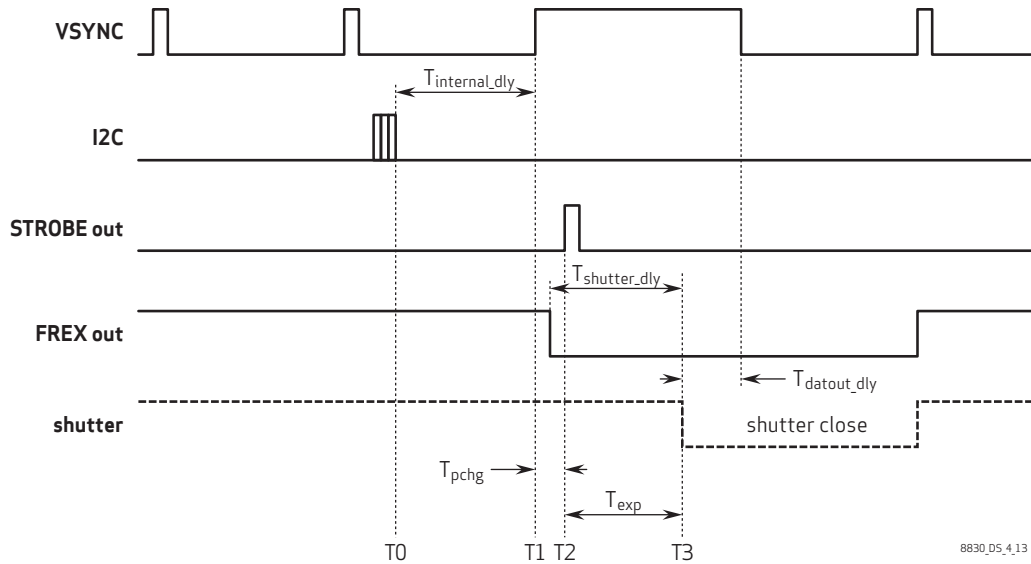 VSYNC
Tinternal_dly
I2C
STROBE out
Tshutter_dly
FREX out
Tdatout_dly
shutter
shutter close
Tpchg
Texp
T0 T1 T2 T3
8830_DS_4_13